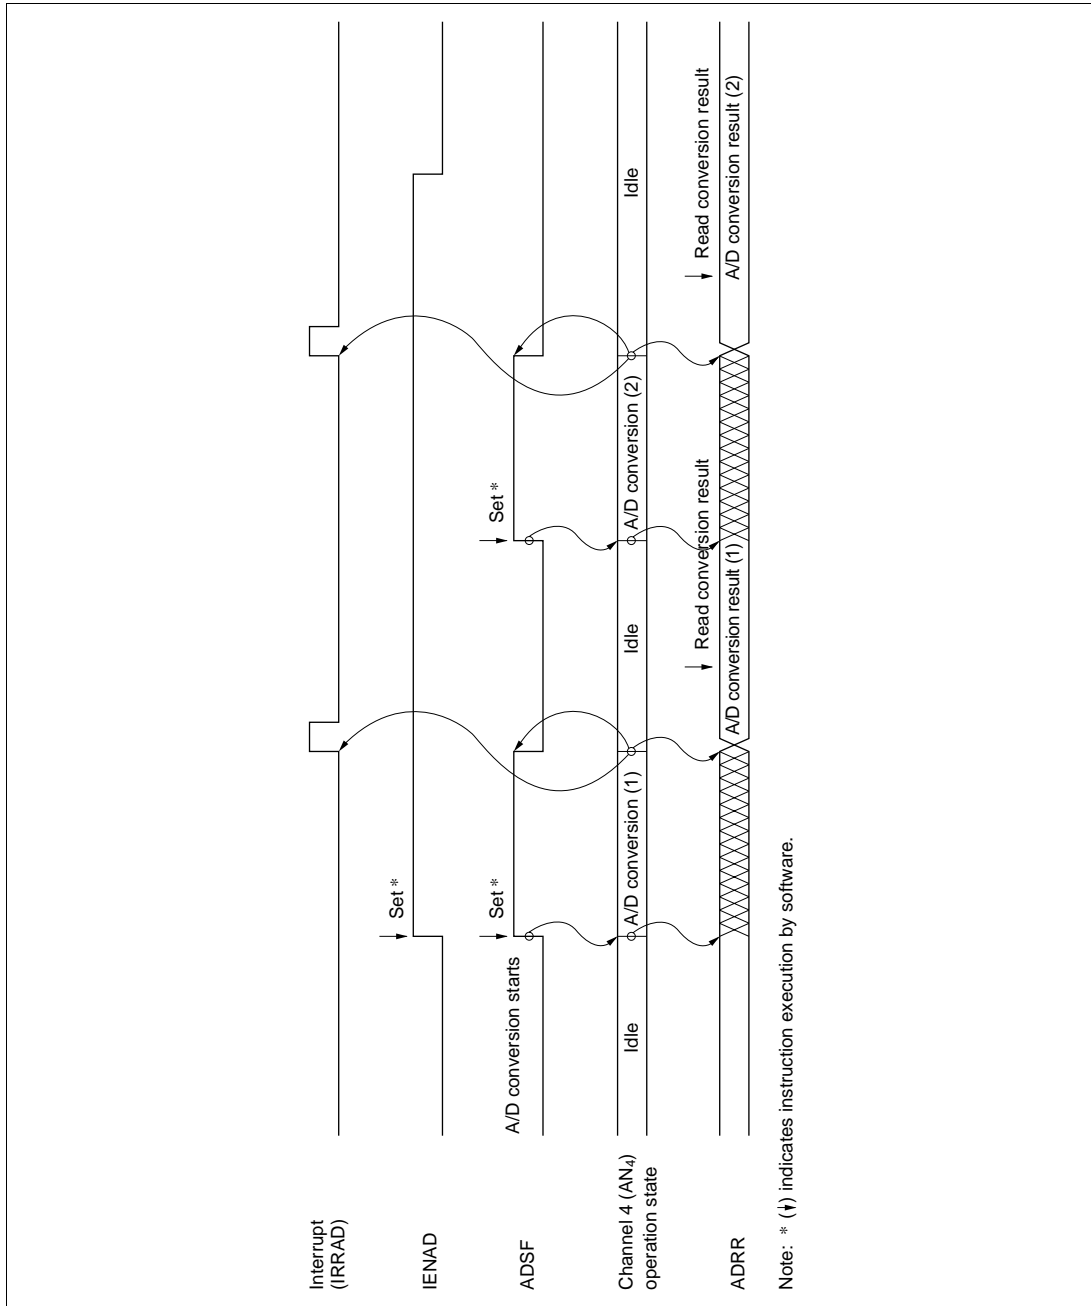 Interrupt
(IRRAD)
IENAD
Set *
ADSF
A/D conversion starts
Set *
Set *
Channel 4 (AN4)
operation state
Idle
A/D conversion (1)
Idle
A/D conversion (2)
Idle
Read conversion result
Read conversion result
ADRR
A/D conversion result (1)
A/D conversion result (2)
Note: * (↓) indicates instruction execution by software.